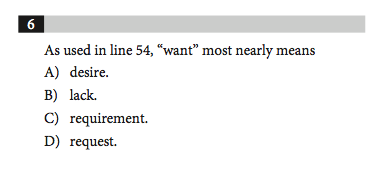 6
As used in line 54, “want” most nearly means
A) desire.
B) lack.
C) requirement.
D) request.